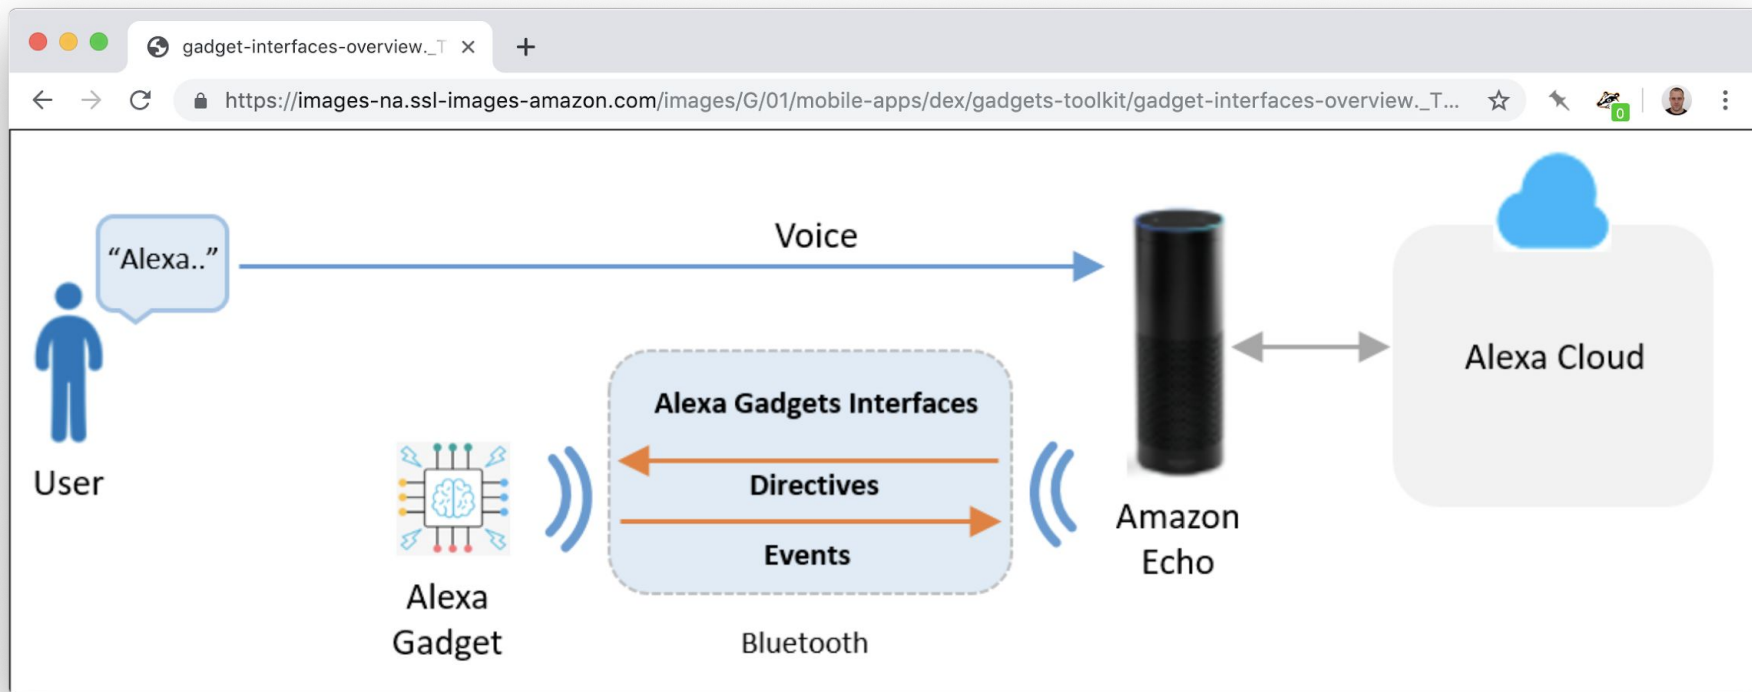 gadget-interfaces-overview._T
https://images-na.ssl-images-amazon.com/images/G/01/mobile-apps/dex/gadgets-toolkit/gadget-interfaces-overview._T...
0
“Alexa..”
Voice
User
Alexa Gadgets Interfaces
Directives
Events
Alexa
Gadget
Bluetooth
Amazon
Echo
Alexa Cloud